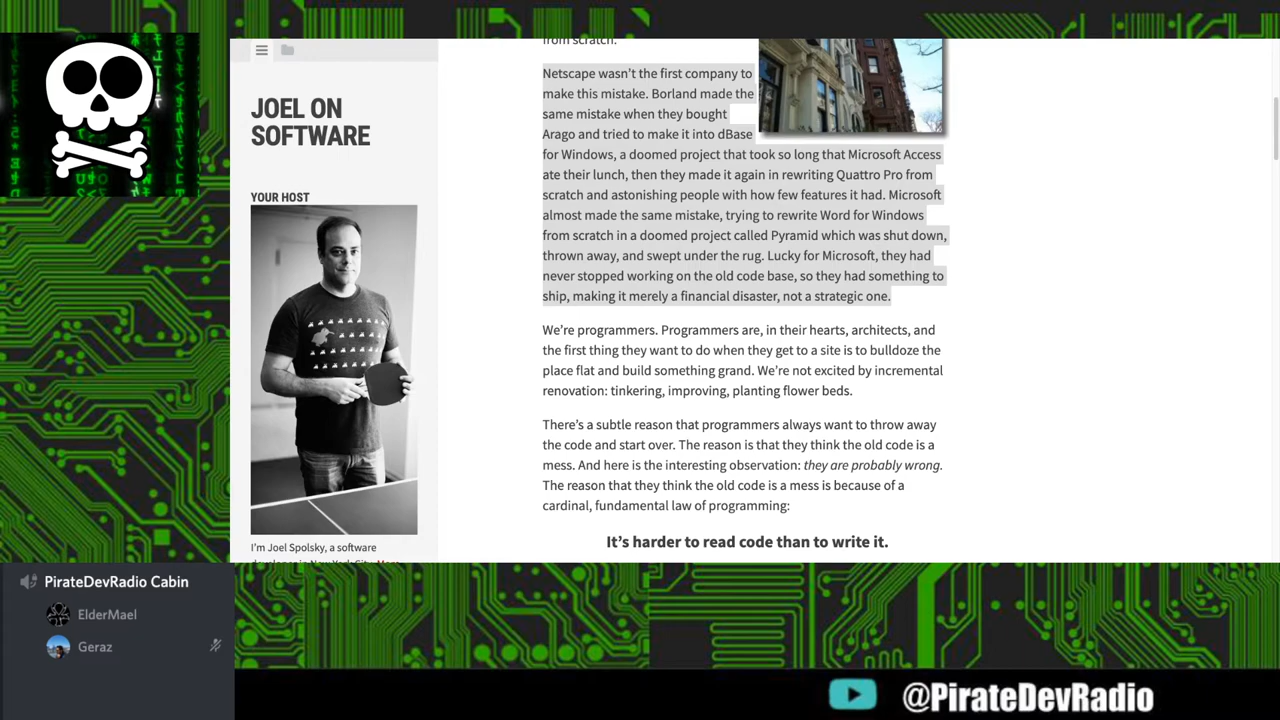 from scratch.
Netscape wasn't the first company to
make this mistake. Borland made the
same mistake when they bought
Arago and tried to make it into dBase
for Windows, a doomed project that took so long that Microsoft Access
ate their lunch, then they made it again in rewriting Quattro Pro from
scratch and astonishing people with how few features it had. Microsoft
almost made the same mistake, trying to rewrite Word for Windows
from scratch in a doomed project called Pyramid which was shut down,
thrown away, and swept under the rug. Lucky for Microsoft, they had
never stopped working on the old code base, so they had something to
ship, making it merely a financial disaster, not a strategic one.
We're programmers. Programmers are, in their hearts, architects, and
the first thing they want to do when they get to a site is to bulldoze the
place flat and build something grand. We're not excited by incremental
renovation: tinkering, improving, planting flower beds.
There's a subtle reason that programmers always want to throw away
the code and start over. The reason is that they think the old code is a
mess. And here is the interesting observation: they are probably wrong.
The reason that they think the old code is a mess is because of a
cardinal, fundamental law of programming:
It's harder to read code than to write it.
JOEL ON
SOFTWARE
YOUR HOST
I'm Joel Spolsky, a software
developer in New York City. More
PirateDevRadio Cabin
ElderMael
Geraz
@PirateDevRadio